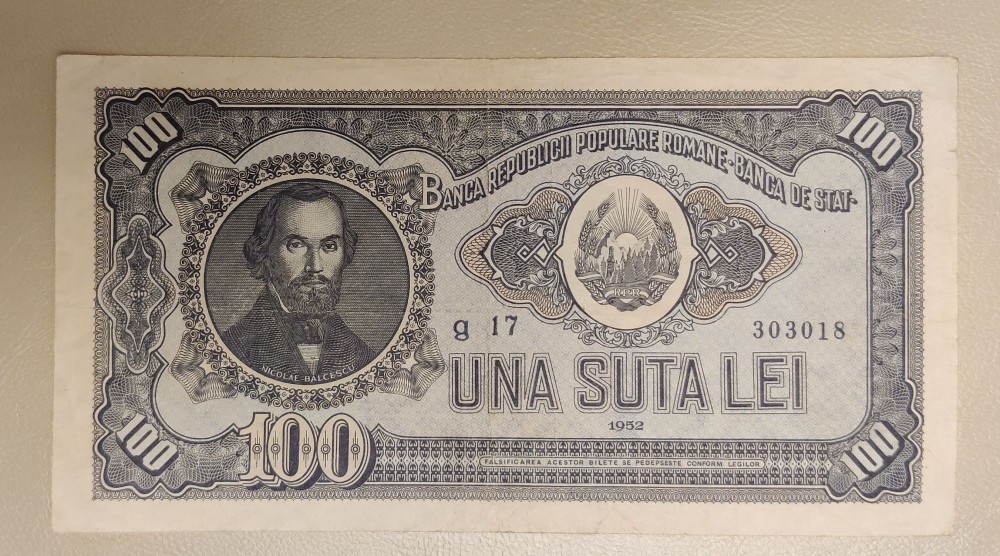 100
100
BANCA REPUBLICII POPULARE ROMANE-BANCA DE STAT-
RPR
g 17
303018
NICOLAE-BALCESCU
UNA SUTA LEI
1952
100
100
FALSIFICAREA ACESTOR BILETE SE PEDEPSESTE CONFORM LEGILOR
100